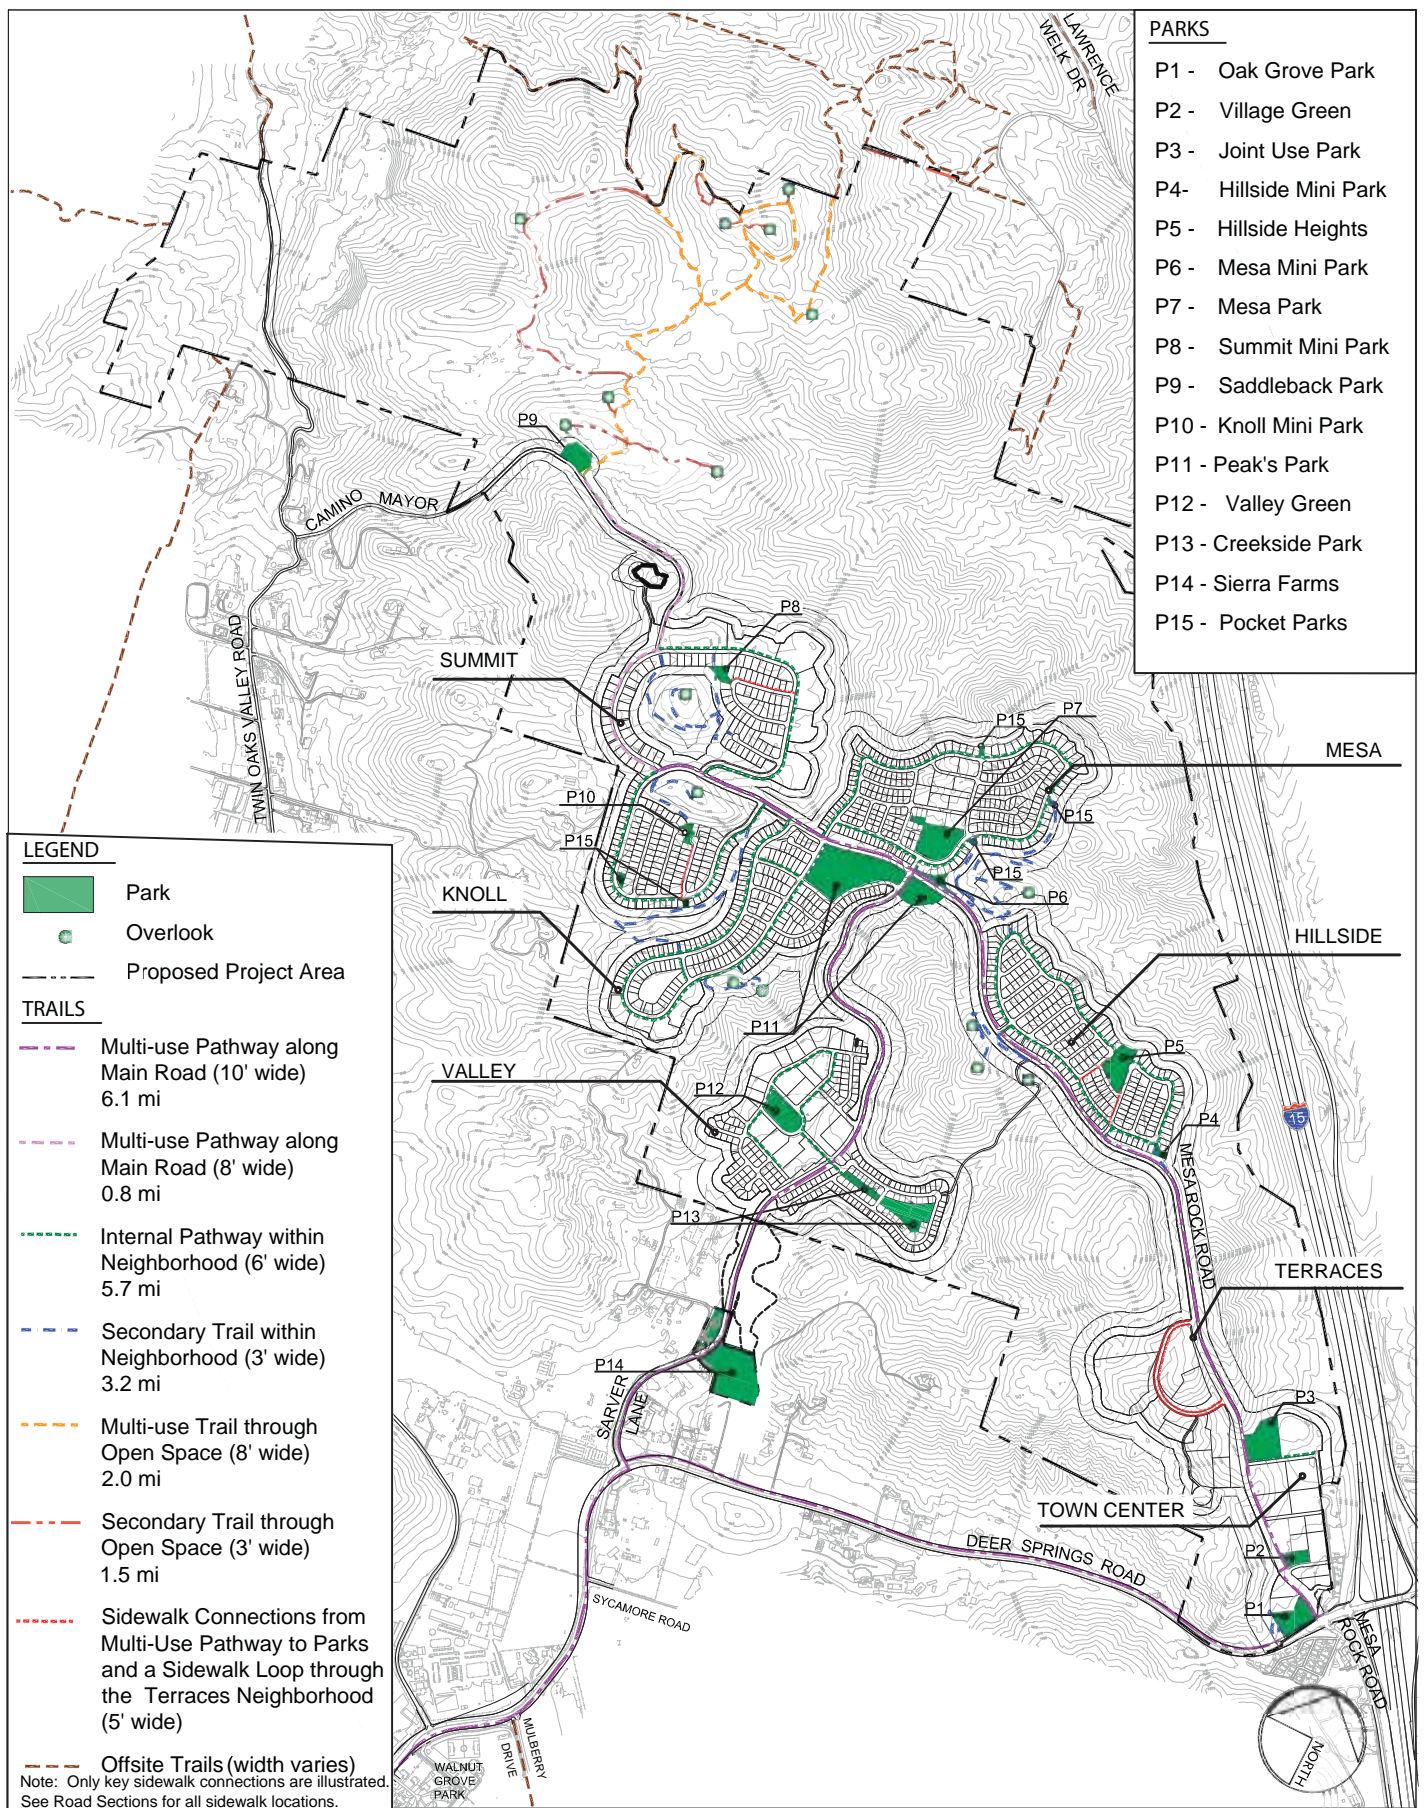 LAWRENCE
WELK DR
PARKS
P1 - Oak Grove Park
P2 - Village Green
P3 - Joint Use Park
P4- Hillside Mini Park
P5 - Hillside Heights
P6 - Mesa Mini Park
P7 - Mesa Park
P8 - Summit Mini Park
P9 - Saddleback Park
P10 - Knoll Mini Park
P11 - Peak's Park
P12 - Valley Green
P13 - Creekside Park
P14 - Sierra Farms
P15 - Pocket Parks
P9
CAMINO MAYOR
TWIN OAKS VALLEY ROAD
P8
SUMMIT
P7
P15
MESA
P10
P15
P15
P15
P6
KNOLL
HILLSIDE
P11
P5
VALLEY
P12
15
P4
MESA ROCK ROAD
P13
TERRACES
P14
SARVER
LANE
P3
TOWN CENTER
DEER SPRINGS ROAD
P2
SYCAMORE ROAD
P1
MESA
ROCK ROAD
MULBERRY
DRIVE
WALNUT
GROVE
PARK
NORTH
LEGEND
Park
Overlook
Proposed Project Area
TRAILS
Multi-use Pathway along
Main Road (10' wide)
6.1 mi
Multi-use Pathway along
Main Road (8' wide)
0.8 mi
Internal Pathway within
Neighborhood (6' wide)
5.7 mi
Secondary Trail within
Neighborhood (3' wide)
3.2 mi
Multi-use Trail through
Open Space (8' wide)
2.0 mi
Secondary Trail through
Open Space (3' wide)
1.5 mi
Sidewalk Connections from
Multi-Use Pathway to Parks
and a Sidewalk Loop through
the Terraces Neighborhood
(5' wide)
Offsite Trails (width varies)
Note: Only key sidewalk connections are illustrated.
See Road Sections for all sidewalk locations.